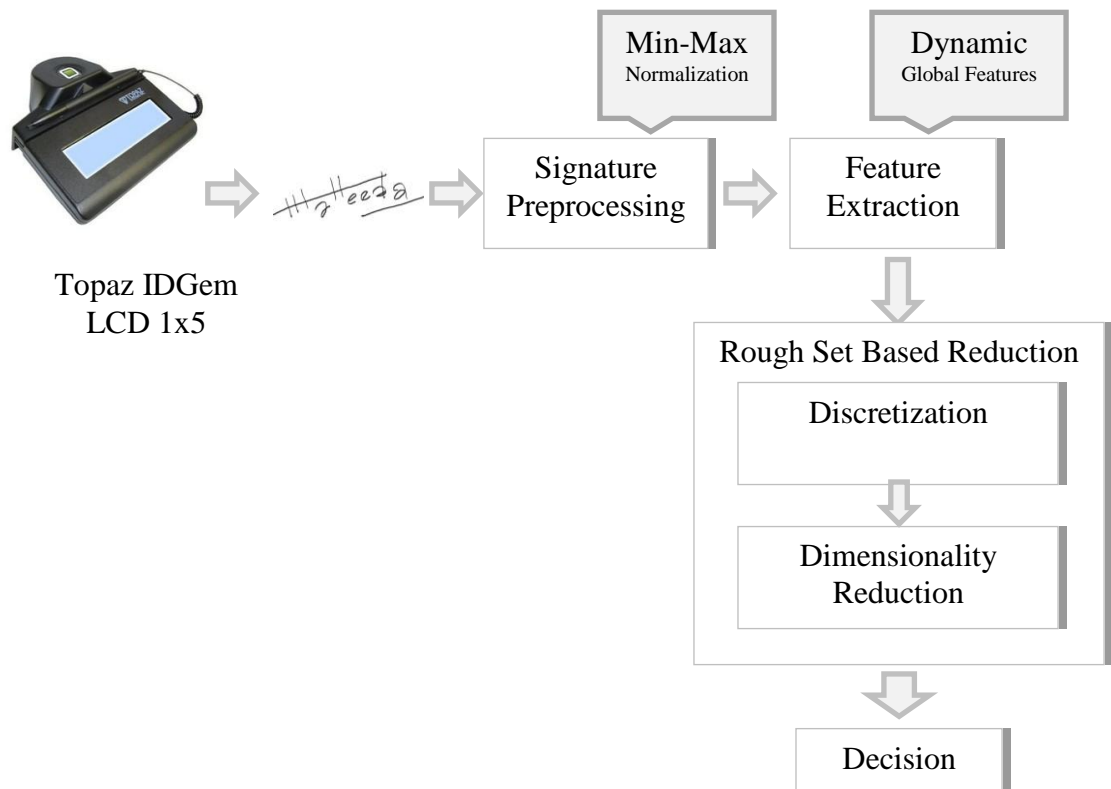 Min-Max
Normalization
Dynamic
Global Features
TOPAZ
Signature
Preprocessing
Feature
Extraction
Topaz IDGem
LCD 1x5
Rough Set Based Reduction
Discretization
Dimensionality
Reduction
Decision